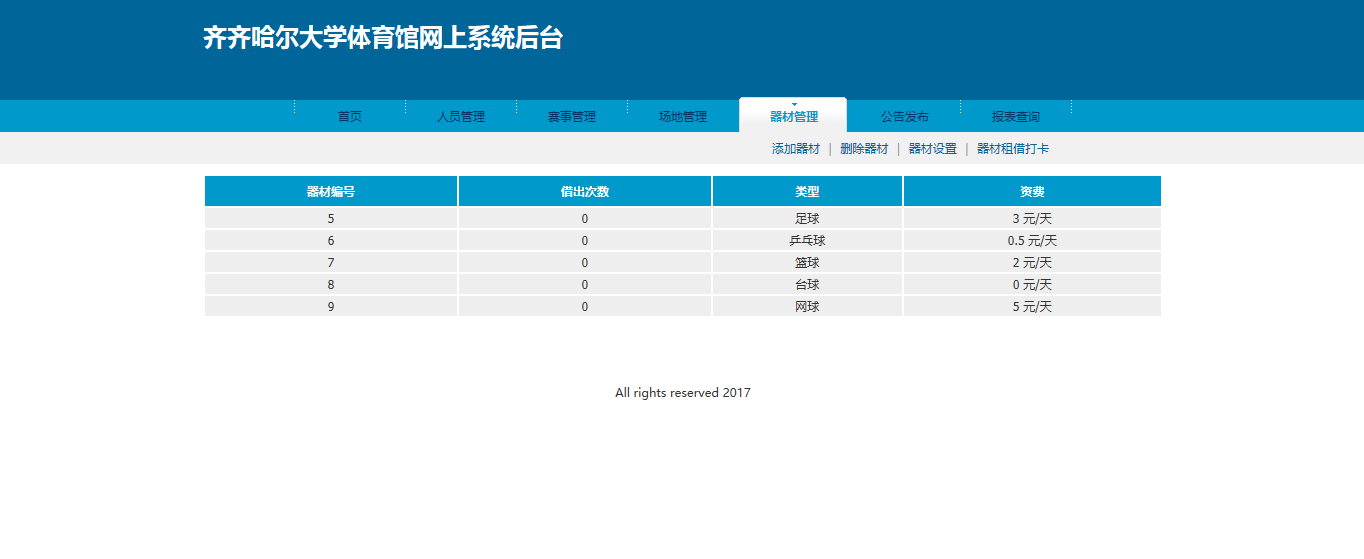 齐齐哈尔大学体育馆网上系统后台
首页 人员管理 赛事管理 场地管理 器材管理 公告发布 报表查询
添加器材 | 删除器材 | 器材设置 | 器材租借打卡
器材编号 借出次数 类型 资费
5 0 足球 3 元/天
6 0 乒乓球 0.5 元/天
7 0 篮球 2 元/天
8 0 台球 0 元/天
9 0 网球 5 元/天
All rights reserved 2017